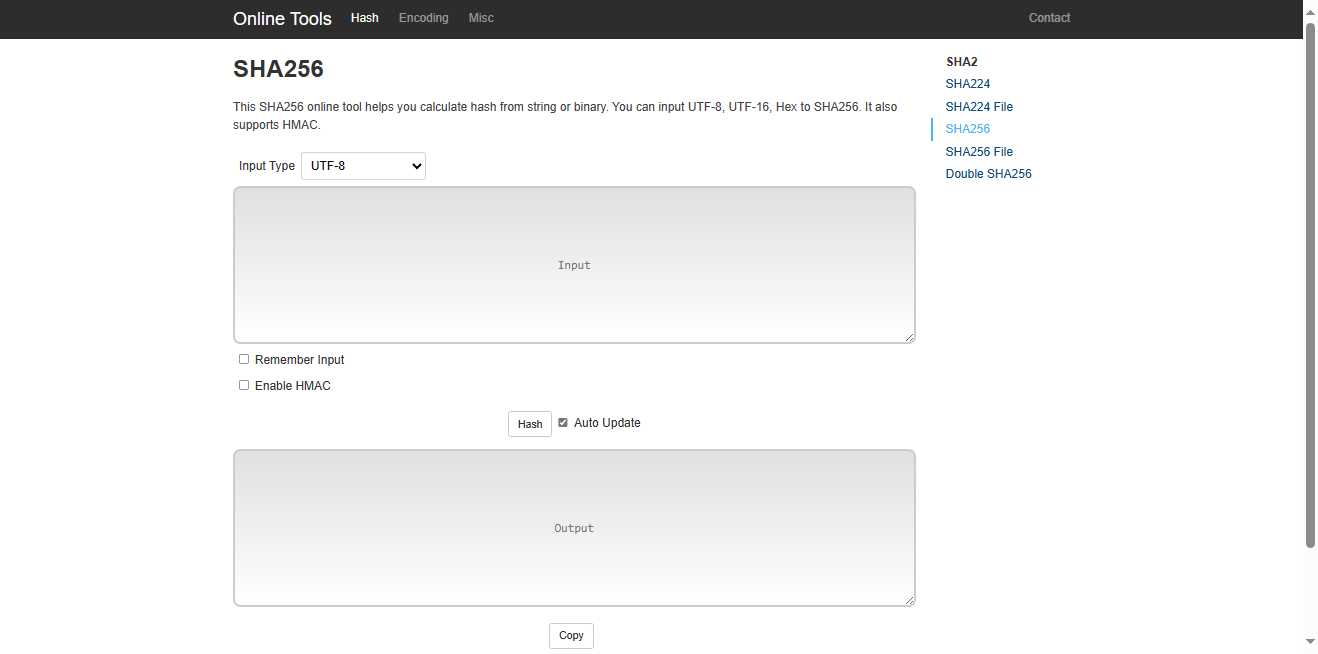 Online Tools Hash Encoding Misc Contact
SHA256
This SHA256 online tool helps you calculate hash from string or binary. You can input UTF-8, UTF-16, Hex to SHA256. It also
supports HMAC.
Input Type UTF-8
Input
Remember Input
Enable HMAC
Hash Auto Update
Output
Copy
SHA2
SHA224
SHA224 File
SHA256
SHA256 File
Double SHA256